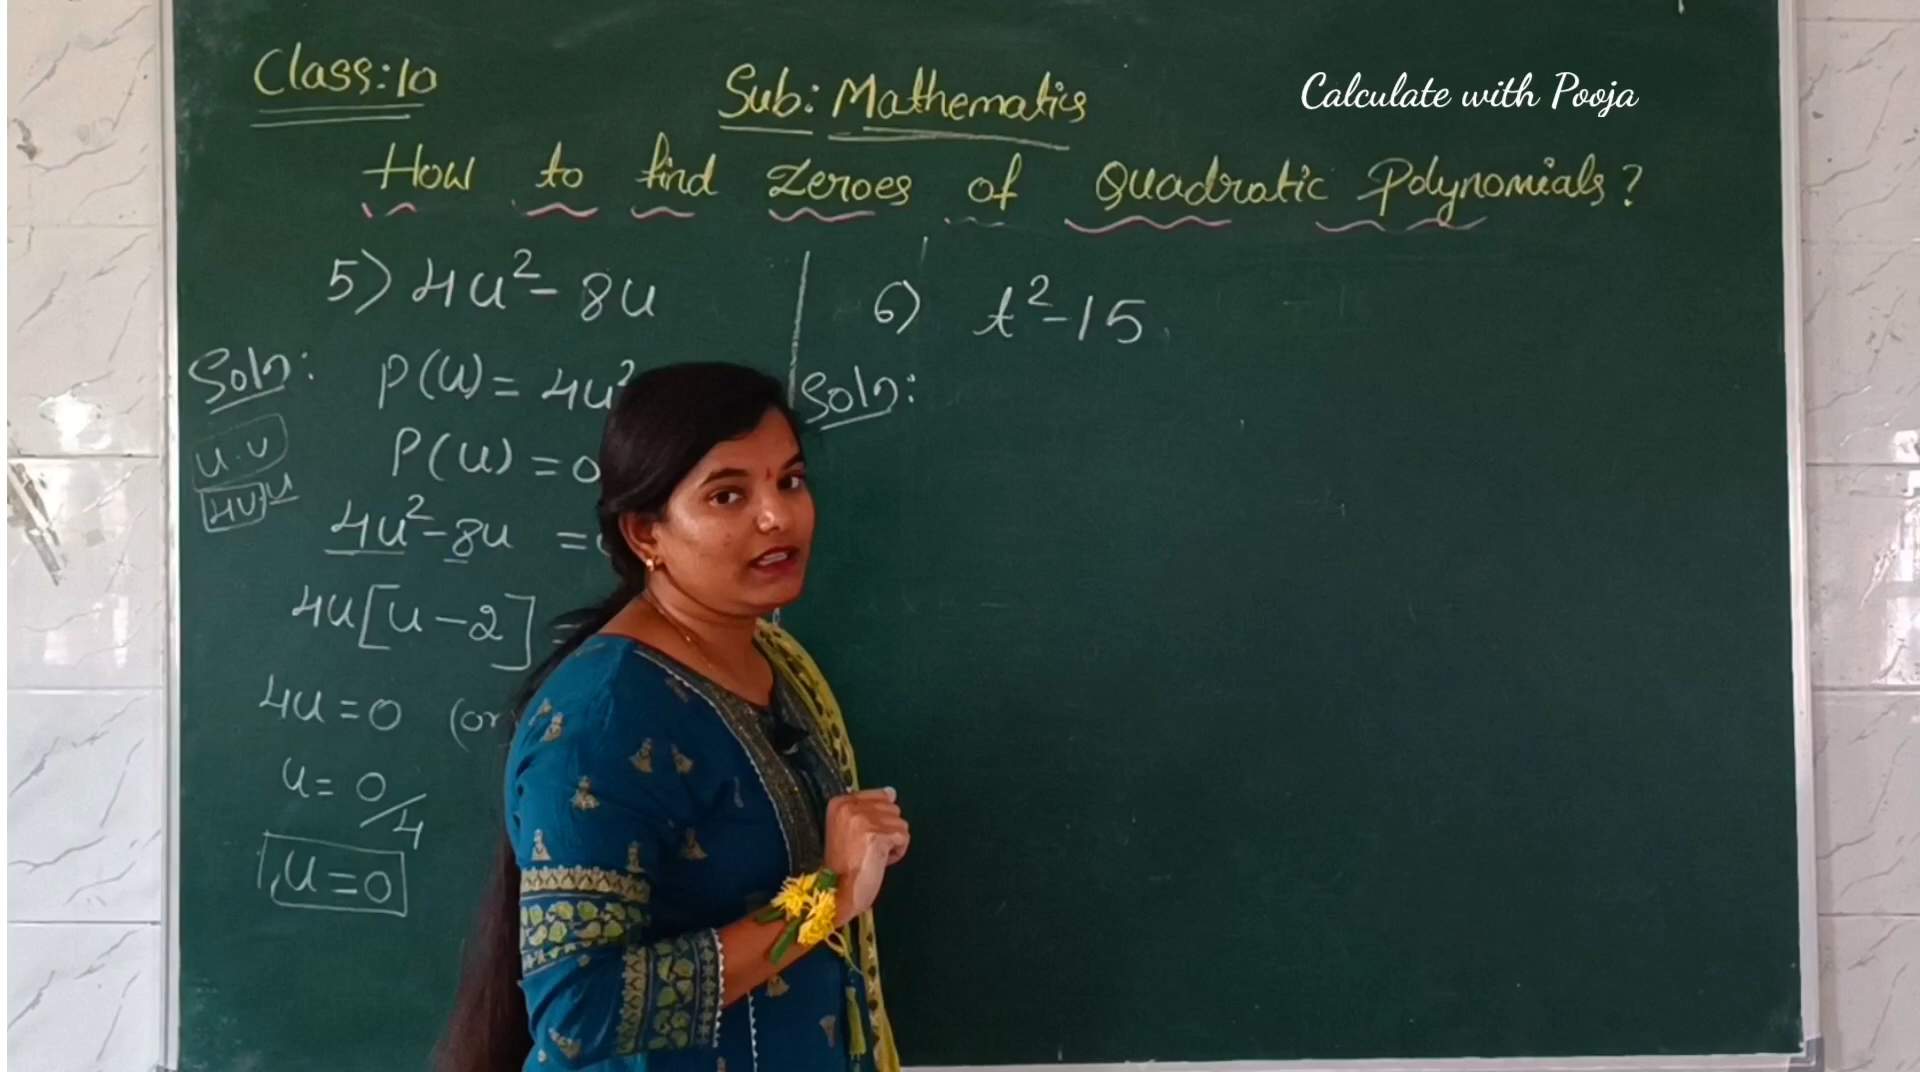 Class:10
Sub: Mathematics
Calculate with Pooja
How to find zeroes of Quadratic Polynomials?
5) 4u²- 8u
Soln:
P(u) = 4u²
P(u) = 0
u.u
4u.u
4u²-8u =
4u[u-2] =
4u=0 (or
u= 0/4
u=0
6) t²-15
Soln: